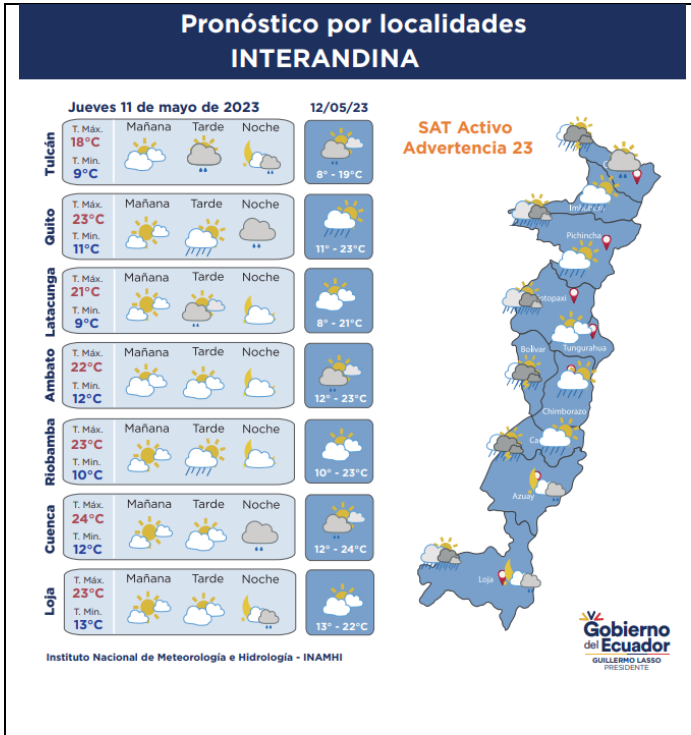 Pronóstico por localidades
INTERANDINA
Jueves 11 de mayo de 2023
12/05/23
SAT Activo
Advertencia 23
Tulcán
T. Máx.
18°C
T. Min.
9°C
Mañana Tarde Noche
8° - 19°C
Quito
T. Máx.
23°C
T. Min.
11°C
Mañana Tarde Noche
11° - 23°C
Latacunga
T. Máx.
21°C
T. Min.
9°C
Mañana Tarde Noche
8° - 21°C
Ambato
T. Máx.
22°C
T. Min.
12°C
Mañana Tarde Noche
12° - 23°C
Riobamba
T. Máx.
23°C
T. Min.
10°C
Mañana Tarde Noche
10° - 23°C
Cuenca
T. Máx.
24°C
T. Min.
12°C
Mañana Tarde Noche
12° - 24°C
Loja
T. Máx.
23°C
T. Min.
13°C
Mañana Tarde Noche
13° - 22°C
Pichincha
Bolívar
Tungurahua
Chimborazo
Azuay
Loja
Instituto Nacional de Meteorología e Hidrología - INAMHI
Gobierno
del Ecuador
GUILLERMO LASSO
PRESIDENTE